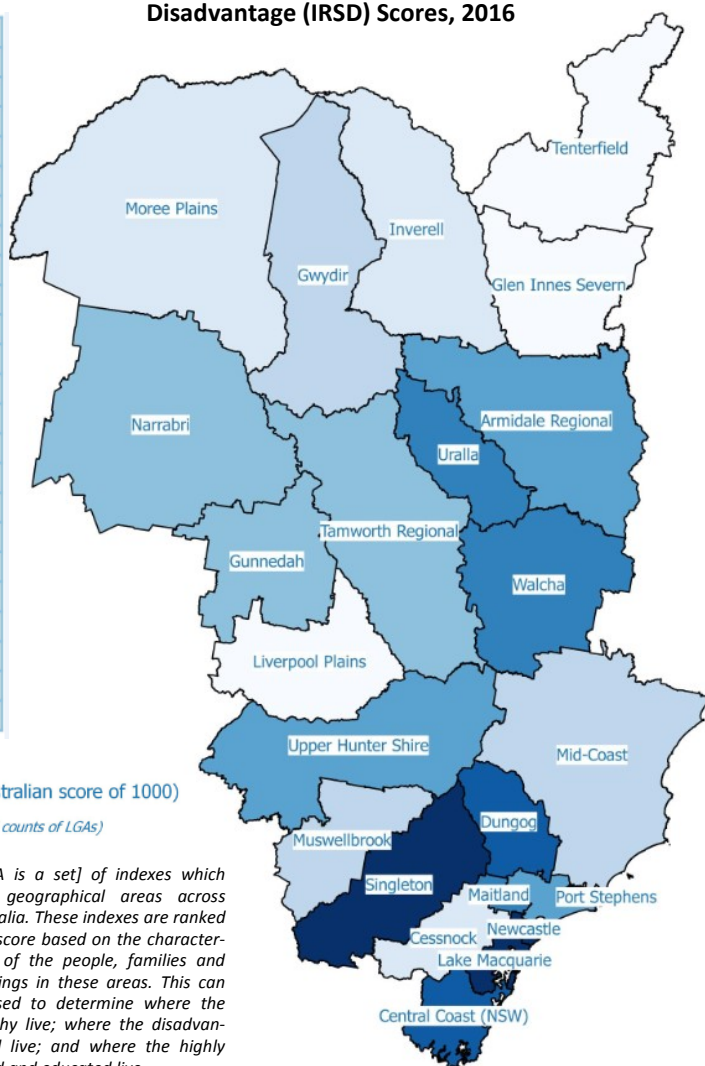 Disadvantage (IRSD) Scores, 2016
Tenterfield
Moree Plains
Inverell
Gwydir
Glen Innes Severn
Narrabri
Armidale Regional
Uralla
Tamworth Regional
Gunnedah
Walcha
Liverpool Plains
Upper Hunter Shire
Mid-Coast
Dungog
Muswellbrook
Singleton
Maitland
Port Stephens
Cessnock
Newcastle
Lake Macquarie
Central Coast (NSW)
stralian score of 1000)
counts of LGAs)
A is a set] of indexes which
geographical areas across
alia. These indexes are ranked
score based on the character-
of the people, families and
ings in these areas. This can
sed to determine where the
hy live; where the disadvan-
live; and where the highly